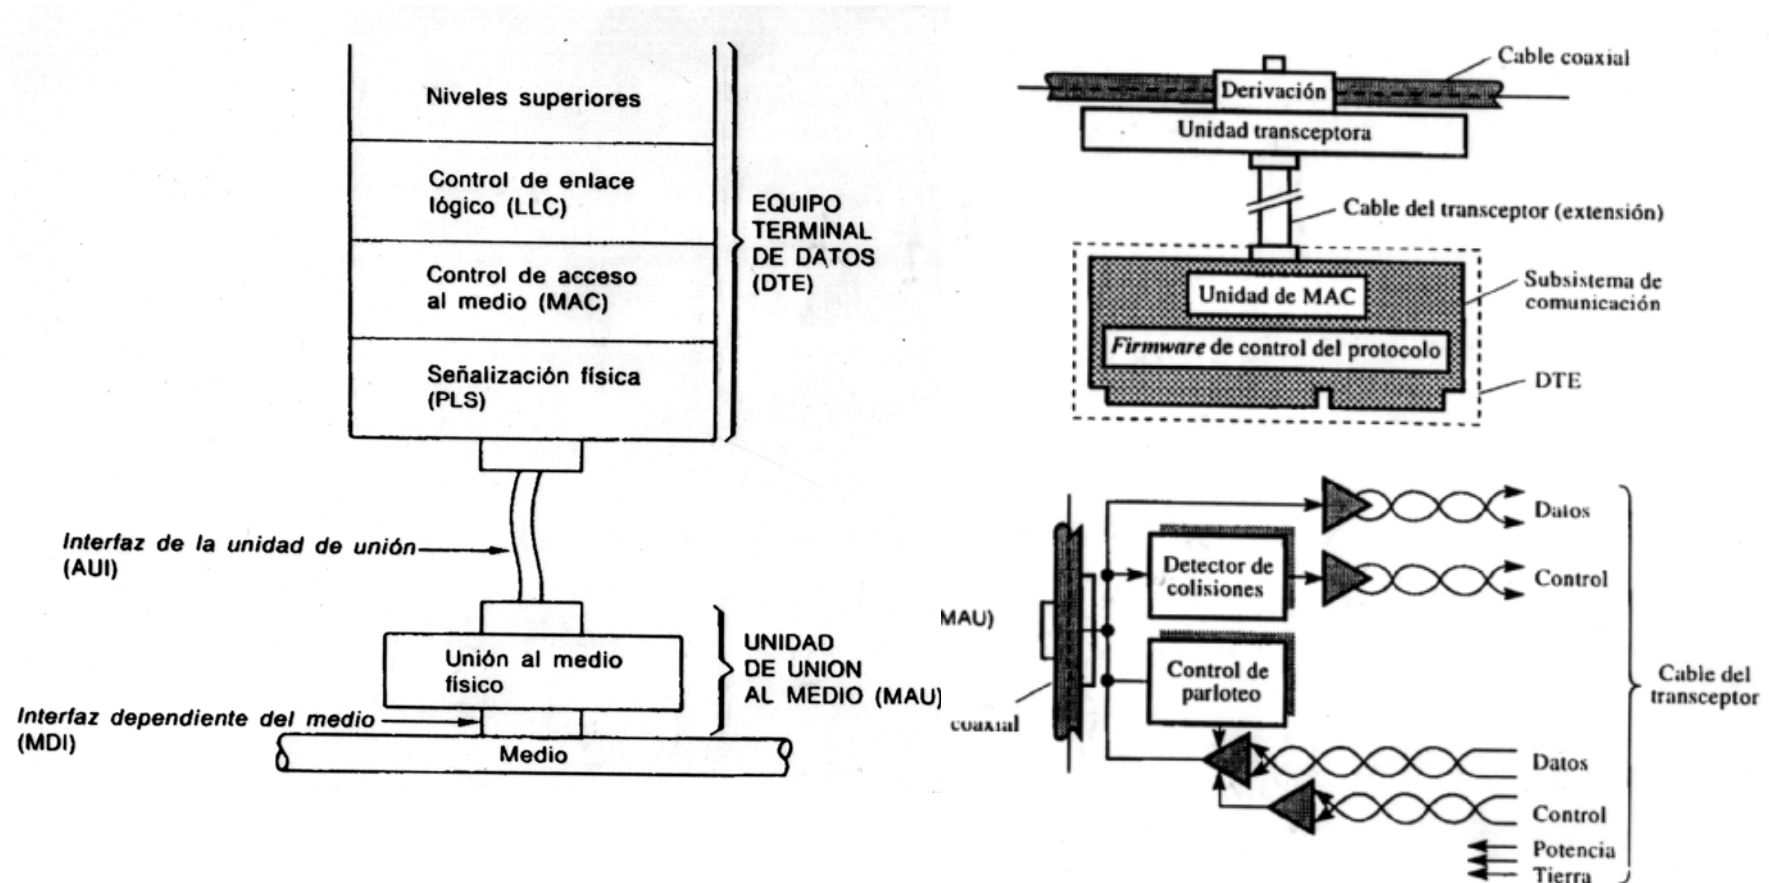 Niveles superiores
Control de enlace
lógico (LLC)
Control de acceso
al medio (MAC)
Señalización física
(PLS)
EQUIPO
TERMINAL
DE DATOS
(DTE)
Interfaz de la unidad de unión
(AUI)
Unión al medio
físico
UNIDAD
DE UNION
AL MEDIO (MAU)
Interfaz dependiente del medio
(MDI)
Medio
Cable coaxial
Derivación
Unidad transceptora
Cable del transceptor (extensión)
Unidad de MAC
Subsistema de
comunicación
Firmware de control del protocolo
DTE
Datos
Detector de
colisiones
Control
MAU)
Control de
parloteo
coaxial
Cable del
transceptor
Datos
Control
Potencia
Tierra